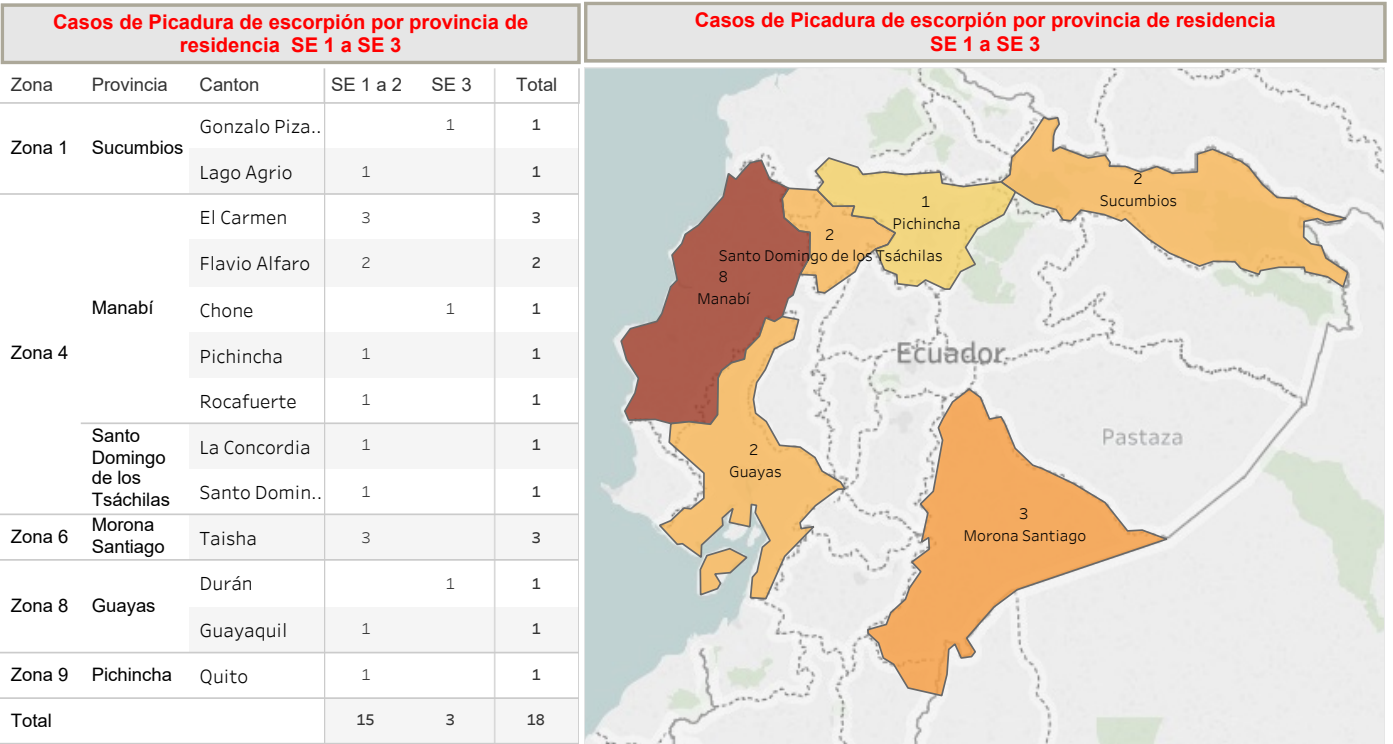 Casos de Picadura de escorpión por provincia de
residencia SE 1 a SE 3
Zona Provincia Canton SE 1 a 2 SE 3 Total
Zona 1 Sucumbios Gonzalo Piza.. 1 1
Lago Agrio 1 1
Zona 4 Manabí El Carmen 3 3
Flavio Alfaro 2 2
Chone 1 1
Pichincha 1 1
Rocafuerte 1 1
Santo
Domingo
de los
Tsáchilas
La Concordia 1 1
Santo Domin.. 1 1
Zona 6 Morona
Santiago
Taisha 3 3
Zona 8 Guayas Durán 1 1
Guayaquil 1 1
Zona 9 Pichincha Quito 1 1
Total 15 3 18
Casos de Picadura de escorpión por provincia de residencia
SE 1 a SE 3
2
Sucumbios
1
Pichincha
2
Santo Domingo de los Tsáchilas
8
Manabí
Ecuador
Pastaza
2
Guayas
3
Morona Santiago